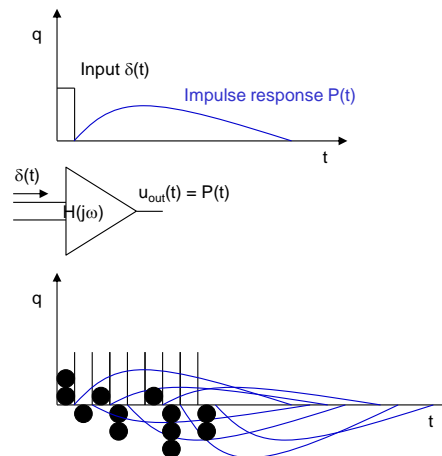 q
Input δ(t)
Impulse response P(t)
t
δ(t)
u_out(t) = P(t)
H(jω)
q
t